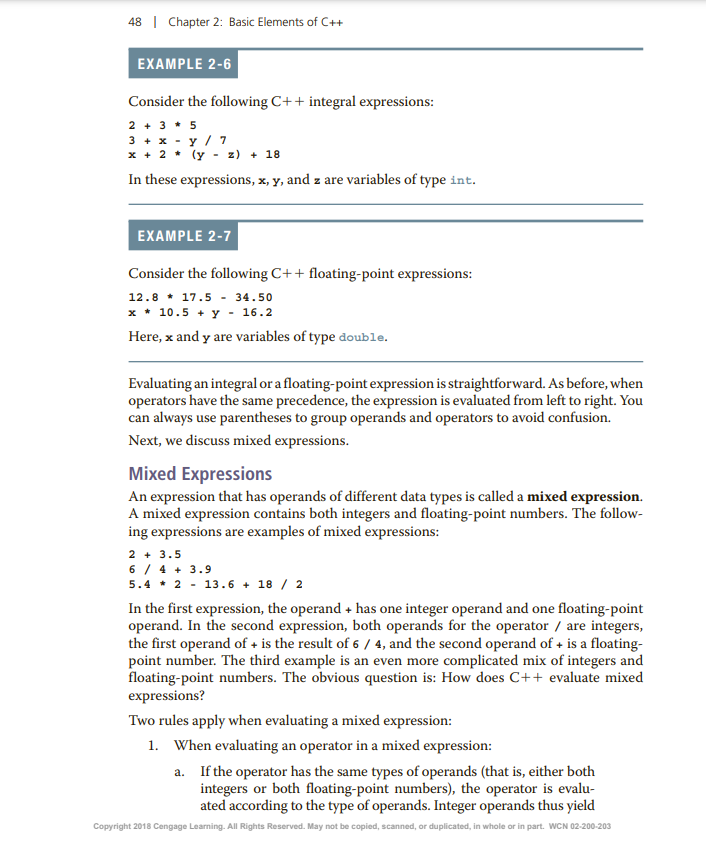 48 | Chapter 2: Basic Elements of C++
EXAMPLE 2-6
Consider the following C++ integral expressions:
2 + 3 * 5
3 + x - y / 7
x + 2 * (y - z) + 18
In these expressions, x, y, and z are variables of type int.
EXAMPLE 2-7
Consider the following C++ floating-point expressions:
12.8 * 17.5 - 34.50
x * 10.5 + y - 16.2
Here, x and y are variables of type double.
Evaluating an integral or a floating-point expression is straightforward. As before, when
operators have the same precedence, the expression is evaluated from left to right. You
can always use parentheses to group operands and operators to avoid confusion.
Next, we discuss mixed expressions.
Mixed Expressions
An expression that has operands of different data types is called a mixed expression.
A mixed expression contains both integers and floating-point numbers. The follow-
ing expressions are examples of mixed expressions:
2 + 3.5
6 / 4 + 3.9
5.4 * 2 - 13.6 + 18 / 2
In the first expression, the operand + has one integer operand and one floating-point
operand. In the second expression, both operands for the operator / are integers,
the first operand of + is the result of 6 / 4, and the second operand of + is a floating-
point number. The third example is an even more complicated mix of integers and
floating-point numbers. The obvious question is: How does C++ evaluate mixed
expressions?
Two rules apply when evaluating a mixed expression:
1. When evaluating an operator in a mixed expression:
a. If the operator has the same types of operands (that is, either both
integers or both floating-point numbers), the operator is evalu-
ated according to the type of operands. Integer operands thus yield
Copyright 2018 Cengage Learning. All Rights Reserved. May not be copied, scanned, or duplicated, in whole or in part. WCN 02-200-203